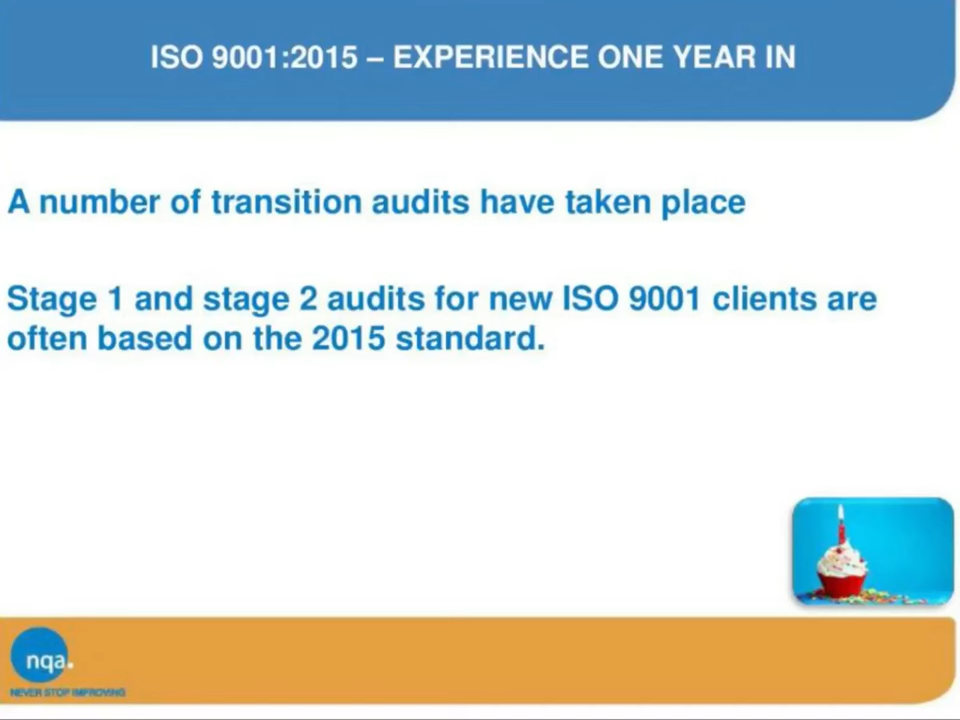 ISO 9001:2015 – EXPERIENCE ONE YEAR IN
A number of transition audits have taken place
Stage 1 and stage 2 audits for new ISO 9001 clients are
often based on the 2015 standard.
nqa.
NEVER STOP IMPROVING